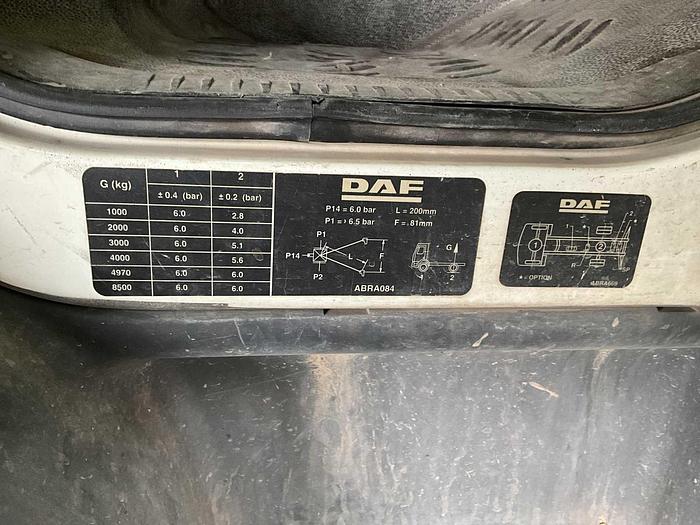 G (kg) 1 2
± 0.4 (bar) ± 0.2 (bar)
1000 6.0 2.8
2000 6.0 4.0
3000 6.0 5.1
4000 6.0 5.6
4970 6.0 6.0
8500 6.0 6.0
DAF
P14 = 6.0 bar L = 200mm
P1 = › 6.5 bar F = 81mm
P1
P14
P2
L
F
G
1 2
ABRA084
DAF
1 2
* = OPTION